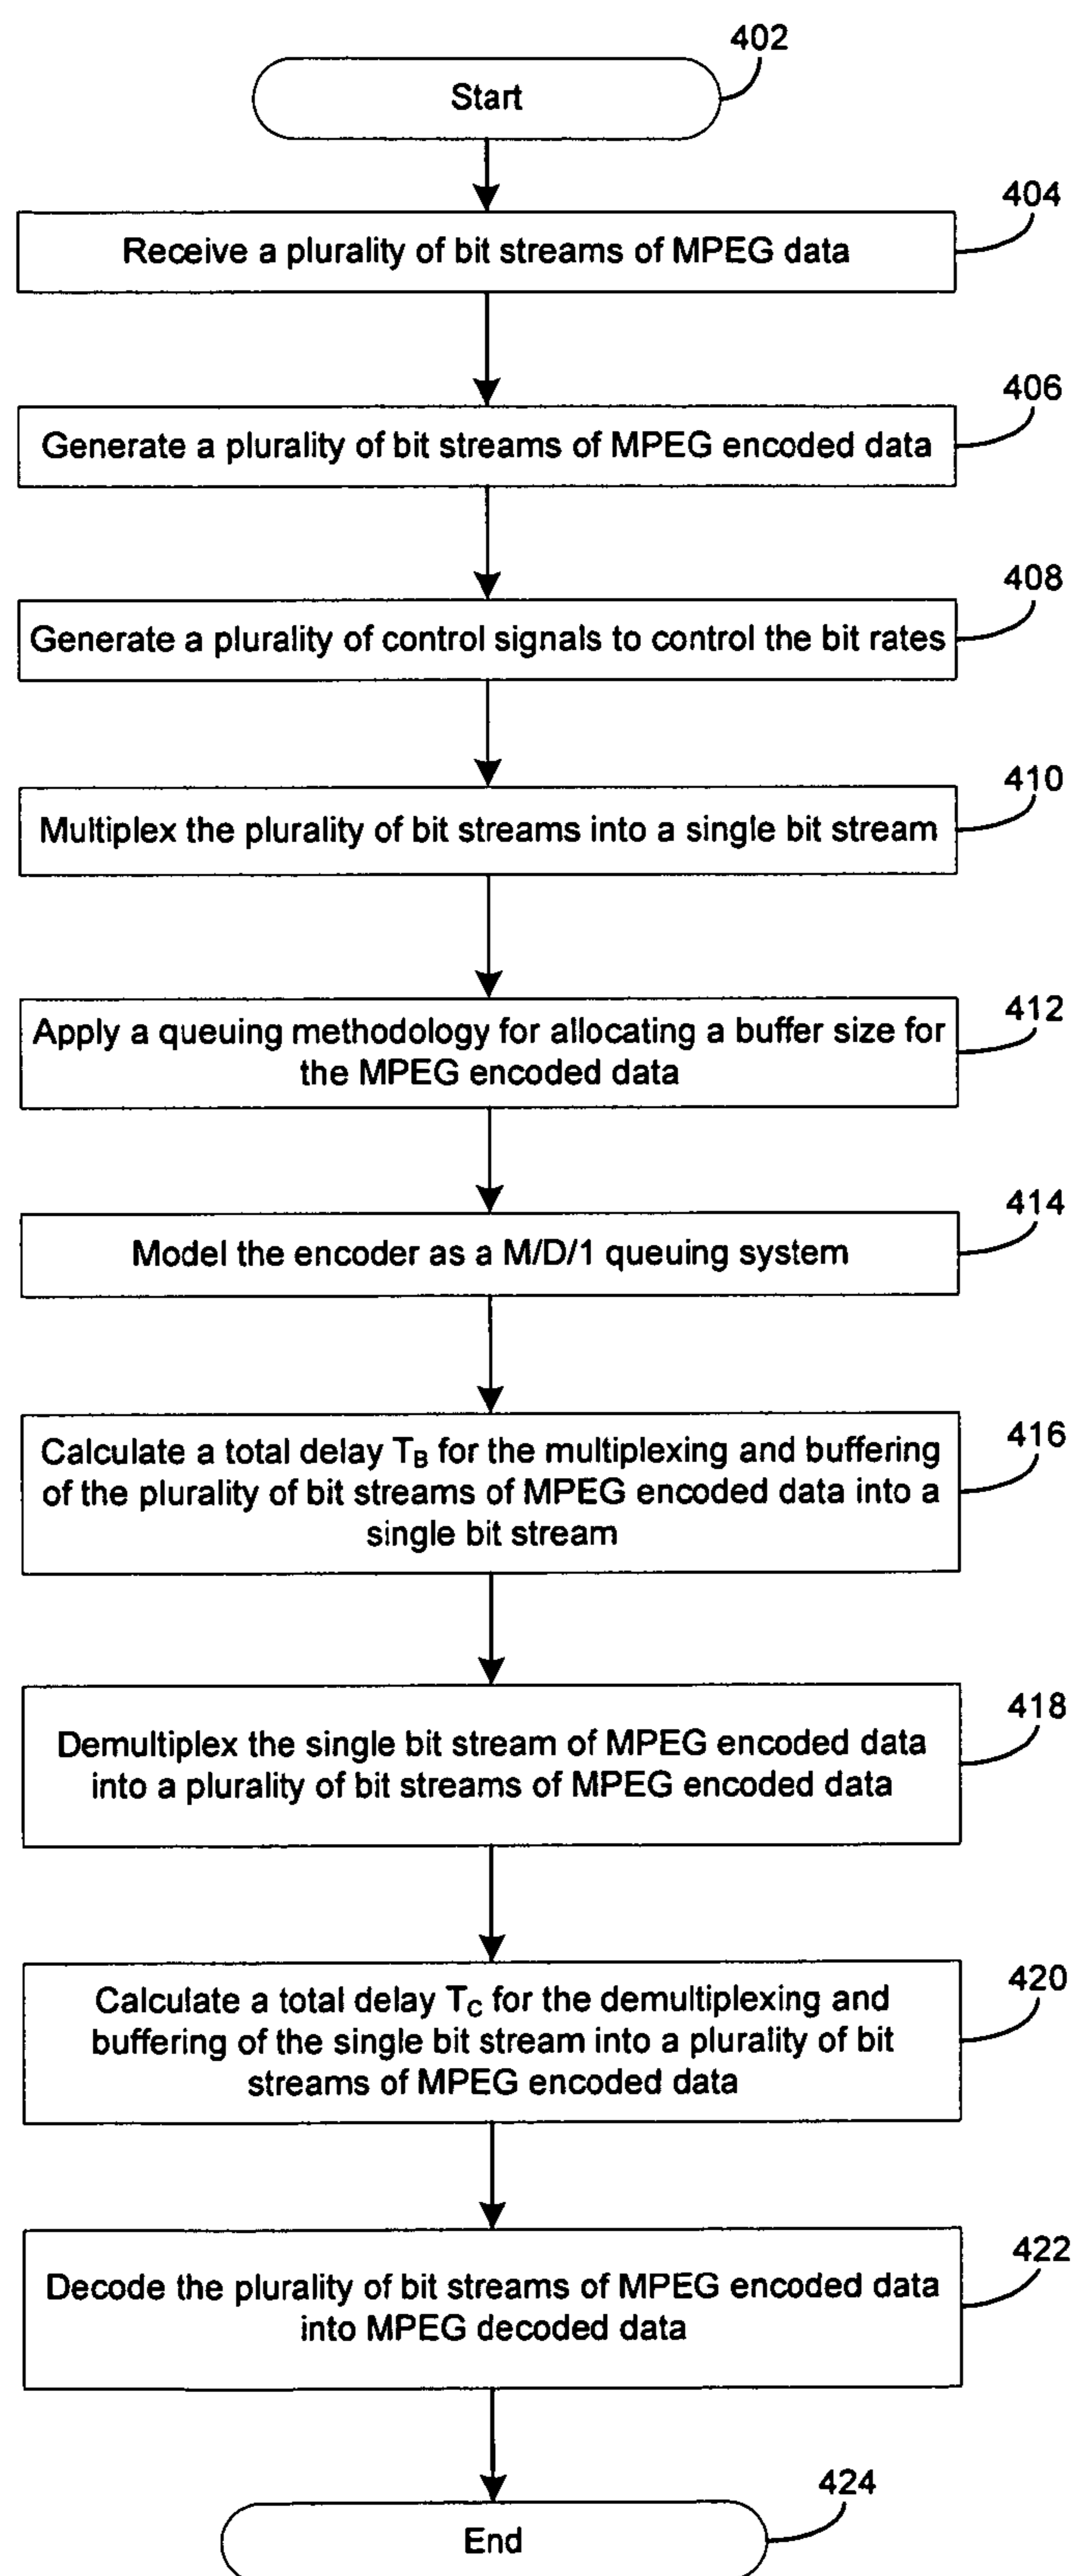 402
Start
404
Receive a plurality of bit streams of MPEG data
406
Generate a plurality of bit streams of MPEG encoded data
408
Generate a plurality of control signals to control the bit rates
410
Multiplex the plurality of bit streams into a single bit stream
412
Apply a queuing methodology for allocating a buffer size for
the MPEG encoded data
414
Model the encoder as a M/D/1 queuing system
416
Calculate a total delay TB for the multiplexing and buffering
of the plurality of bit streams of MPEG encoded data into a
single bit stream
418
Demultiplex the single bit stream of MPEG encoded data
into a plurality of bit streams of MPEG encoded data
420
Calculate a total delay TC for the demultiplexing and
buffering of the single bit stream into a plurality of bit
streams of MPEG encoded data
422
Decode the plurality of bit streams of MPEG encoded data
into MPEG decoded data
424
End